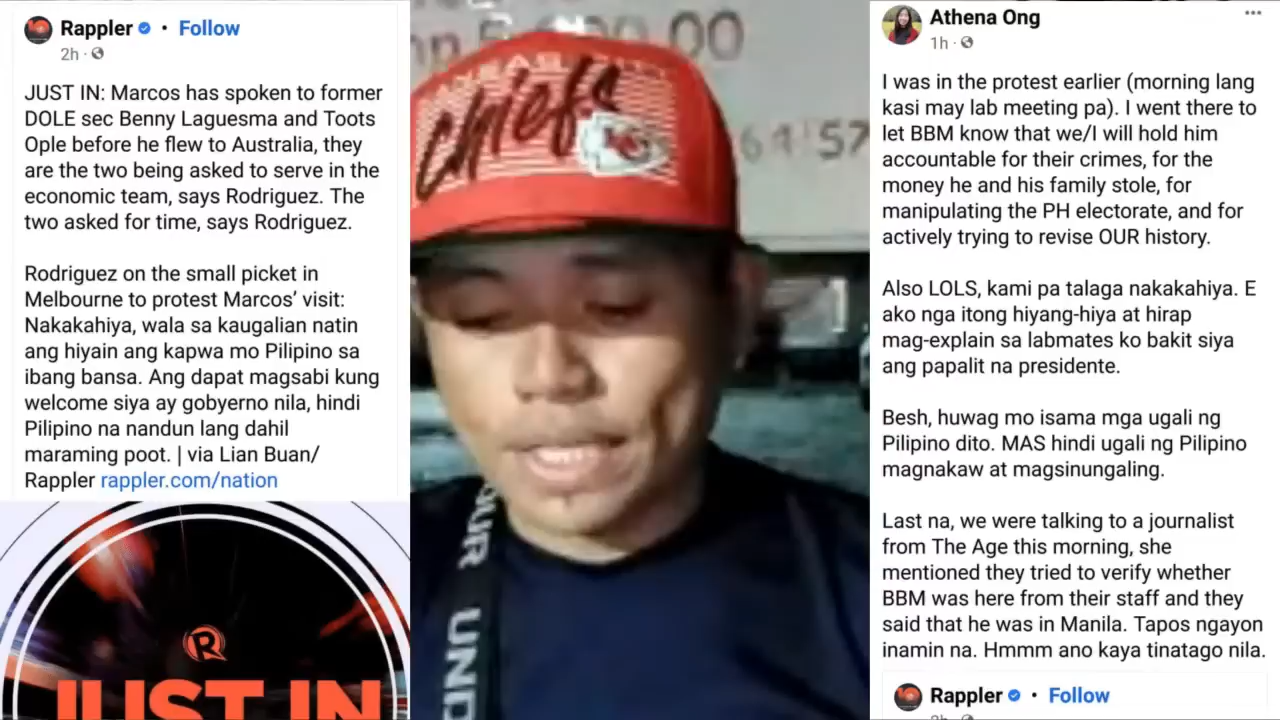 Rappler • Follow
2h
JUST IN: Marcos has spoken to former
DOLE sec Benny Laguesma and Toots
Ople before he flew to Australia, they
are the two being asked to serve in the
economic team, says Rodriguez. The
two asked for time, says Rodriguez.
Rodriguez on the small picket in
Melbourne to protest Marcos’ visit:
Nakakahiya, wala sa kaugalian natin
ang hiyain ang kapwa mo Pilipino sa
ibang bansa. Ang dapat magsabi kung
welcome siya ay gobyerno nila, hindi
Pilipino na nandun lang dahil
maraming poot. | via Lian Buan/
Rappler rappler.com/nation
JUST IN
chiefs
KC
UNDER
Athena Ong
1h
I was in the protest earlier (morning lang
kasi may lab meeting pa). I went there to
let BBM know that we/I will hold him
accountable for their crimes, for the
money he and his family stole, for
manipulating the PH electorate, and for
actively trying to revise OUR history.
Also LOLS, kami pa talaga nakakahiya. E
ako nga itong hiyang-hiya at hirap
mag-explain sa labmates ko bakit siya
ang papalit na presidente.
Besh, huwag mo isama mga ugali ng
Pilipino dito. MAS hindi ugali ng Pilipino
magnakaw at magsinungaling.
Last na, we were talking to a journalist
from The Age this morning, she
mentioned they tried to verify whether
BBM was here from their staff and they
said that he was in Manila. Tapos ngayon
inamin na. Hmmm ano kaya tinatago nila.
Rappler • Follow